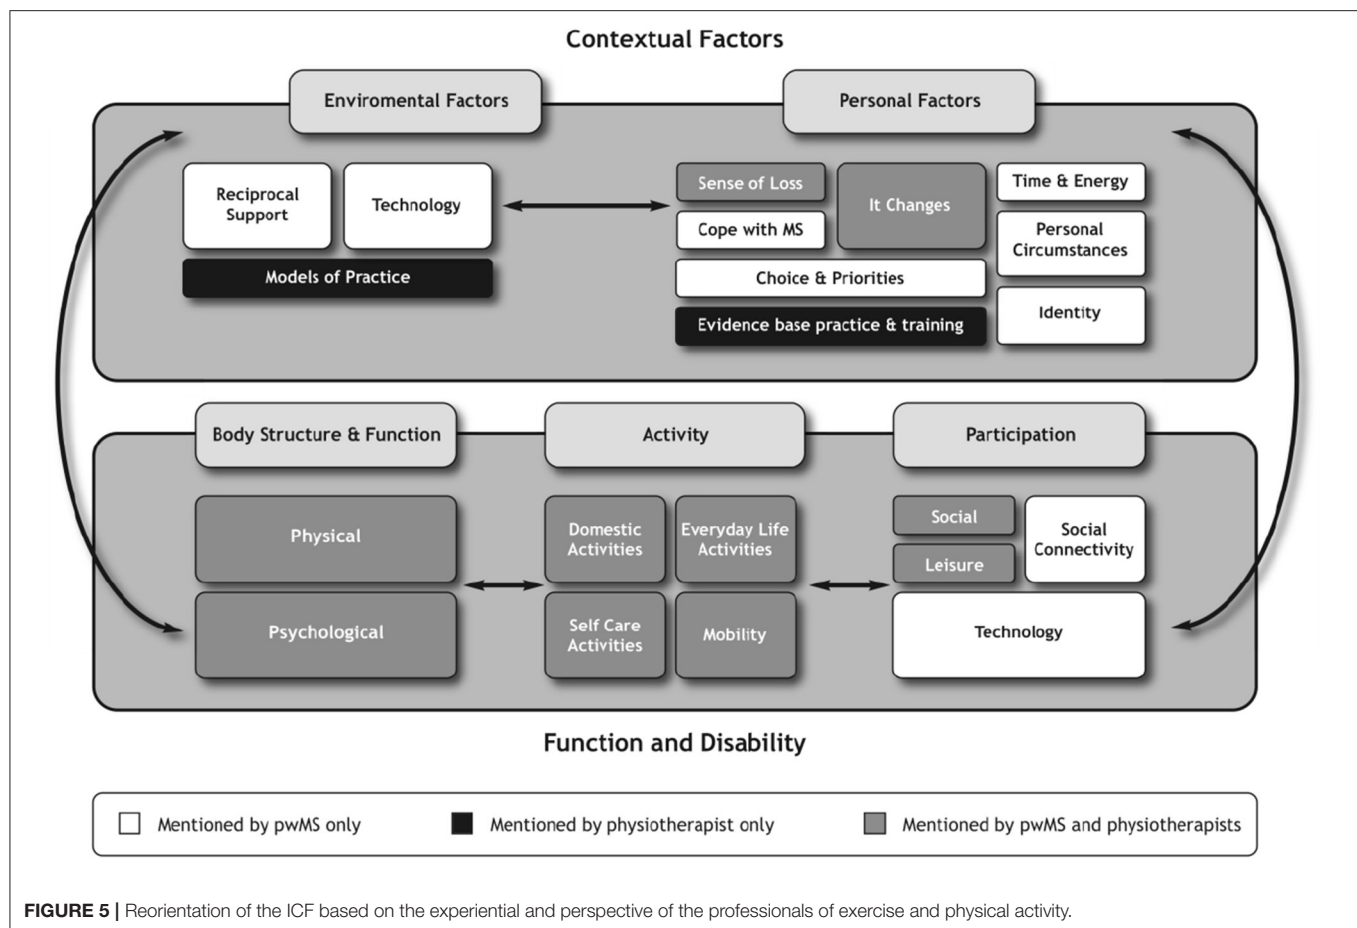 Contextual Factors
Enviromental Factors
Personal Factors
Reciprocal
Support
Technology
Models of Practice
Sense of Loss
Cope with MS
It Changes
Choice & Priorities
Evidence base practice & training
Time & Energy
Personal
Circumstances
Identity
Body Structure & Function
Activity
Participation
Physical
Psychological
Domestic
Activities
Everyday Life
Activities
Self Care
Activities
Mobility
Social
Leisure
Social
Connectivity
Technology
Function and Disability
Mentioned by pwMS only
Mentioned by physiotherapist only
Mentioned by pwMS and physiotherapists
FIGURE 5 | Reorientation of the ICF based on the experiential and perspective of the professionals of exercise and physical activity.